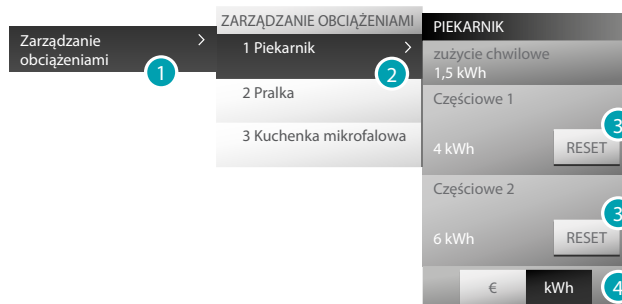 Zarządzanie
obciążeniami
>
1
ZARZĄDZANIE OBCIĄŻENIAMI
1 Piekarnik
>
2
2 Pralka
3 Kuchenka mikrofalowa
PIEKARNIK
zużycie chwilowe
1,5 kWh
Częściowe 1
3
4 kWh
RESET
Częściowe 2
3
6 kWh
RESET
€
kWh
4